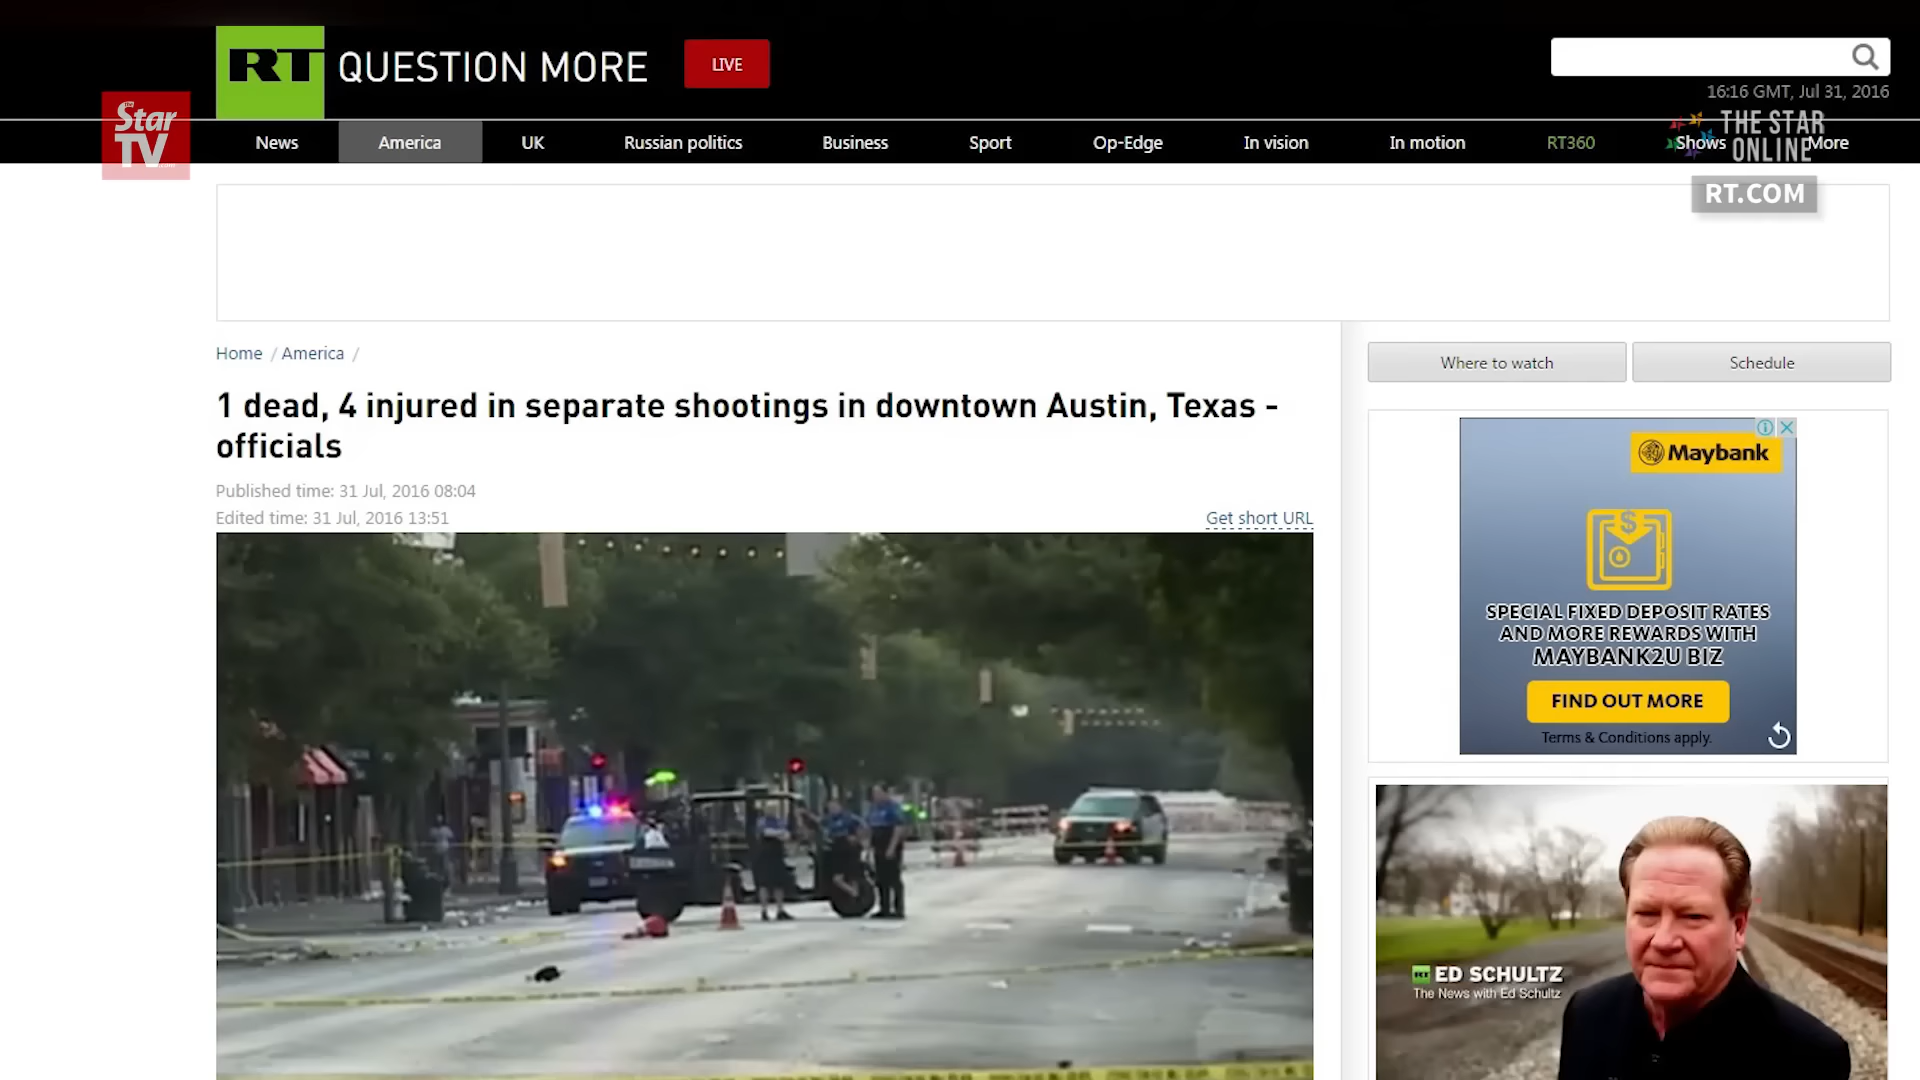 RT QUESTION MORE
LIVE
16:16 GMT, Jul 31, 2016
The Star TV
THE STAR ONLINE
News America UK Russian politics Business Sport Op-Edge In vision In motion RT360 Shows More
RT.COM
Home / America /
Where to watch
Schedule
1 dead, 4 injured in separate shootings in downtown Austin, Texas -
officials
Published time: 31 Jul, 2016 08:04
Edited time: 31 Jul, 2016 13:51
Get short URL
Maybank
$
SPECIAL FIXED DEPOSIT RATES
AND MORE REWARDS WITH
MAYBANK2U BIZ
FIND OUT MORE
Terms & Conditions apply.
RT ED SCHULTZ
The News with Ed Schultz